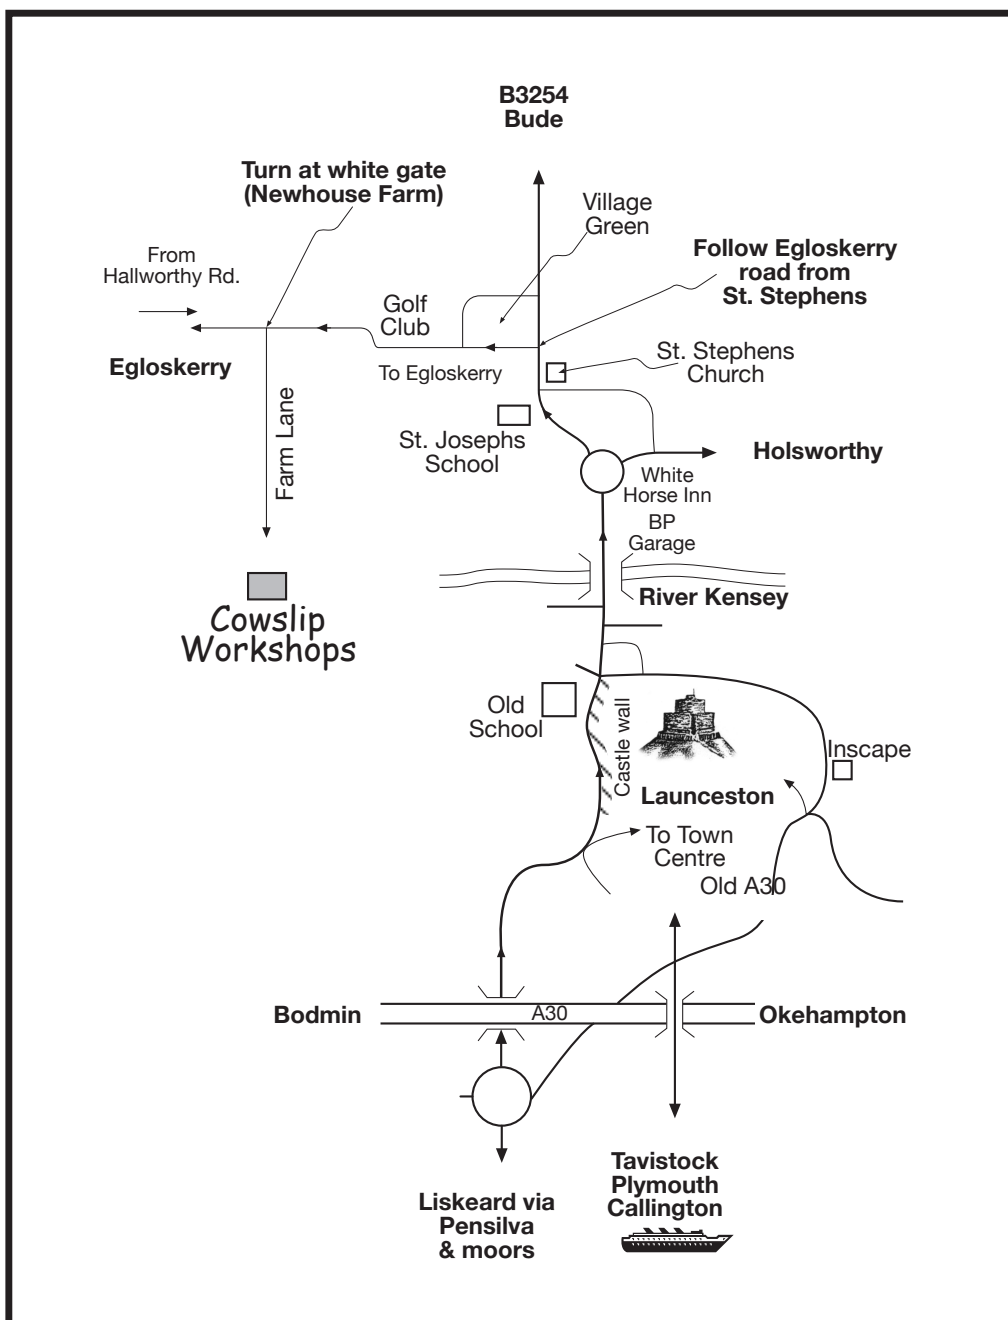 B3254
Bude
Turn at white gate
(Newhouse Farm)
Village
Green
Follow Egloskerry
road from
St. Stephens
From
Hallworthy Rd.
Golf
Club
Egloskerry
To Egloskerry
St. Stephens
Church
Farm Lane
St. Josephs
School
Holsworthy
White
Horse Inn
BP
Garage
River Kensey
Cowslip
Workshops
Old
School
Castle wall
Inscape
Launceston
To Town
Centre
Old A30
Bodmin
A30
Okehampton
Liskeard via
Pensilva
& moors
Tavistock
Plymouth
Callington